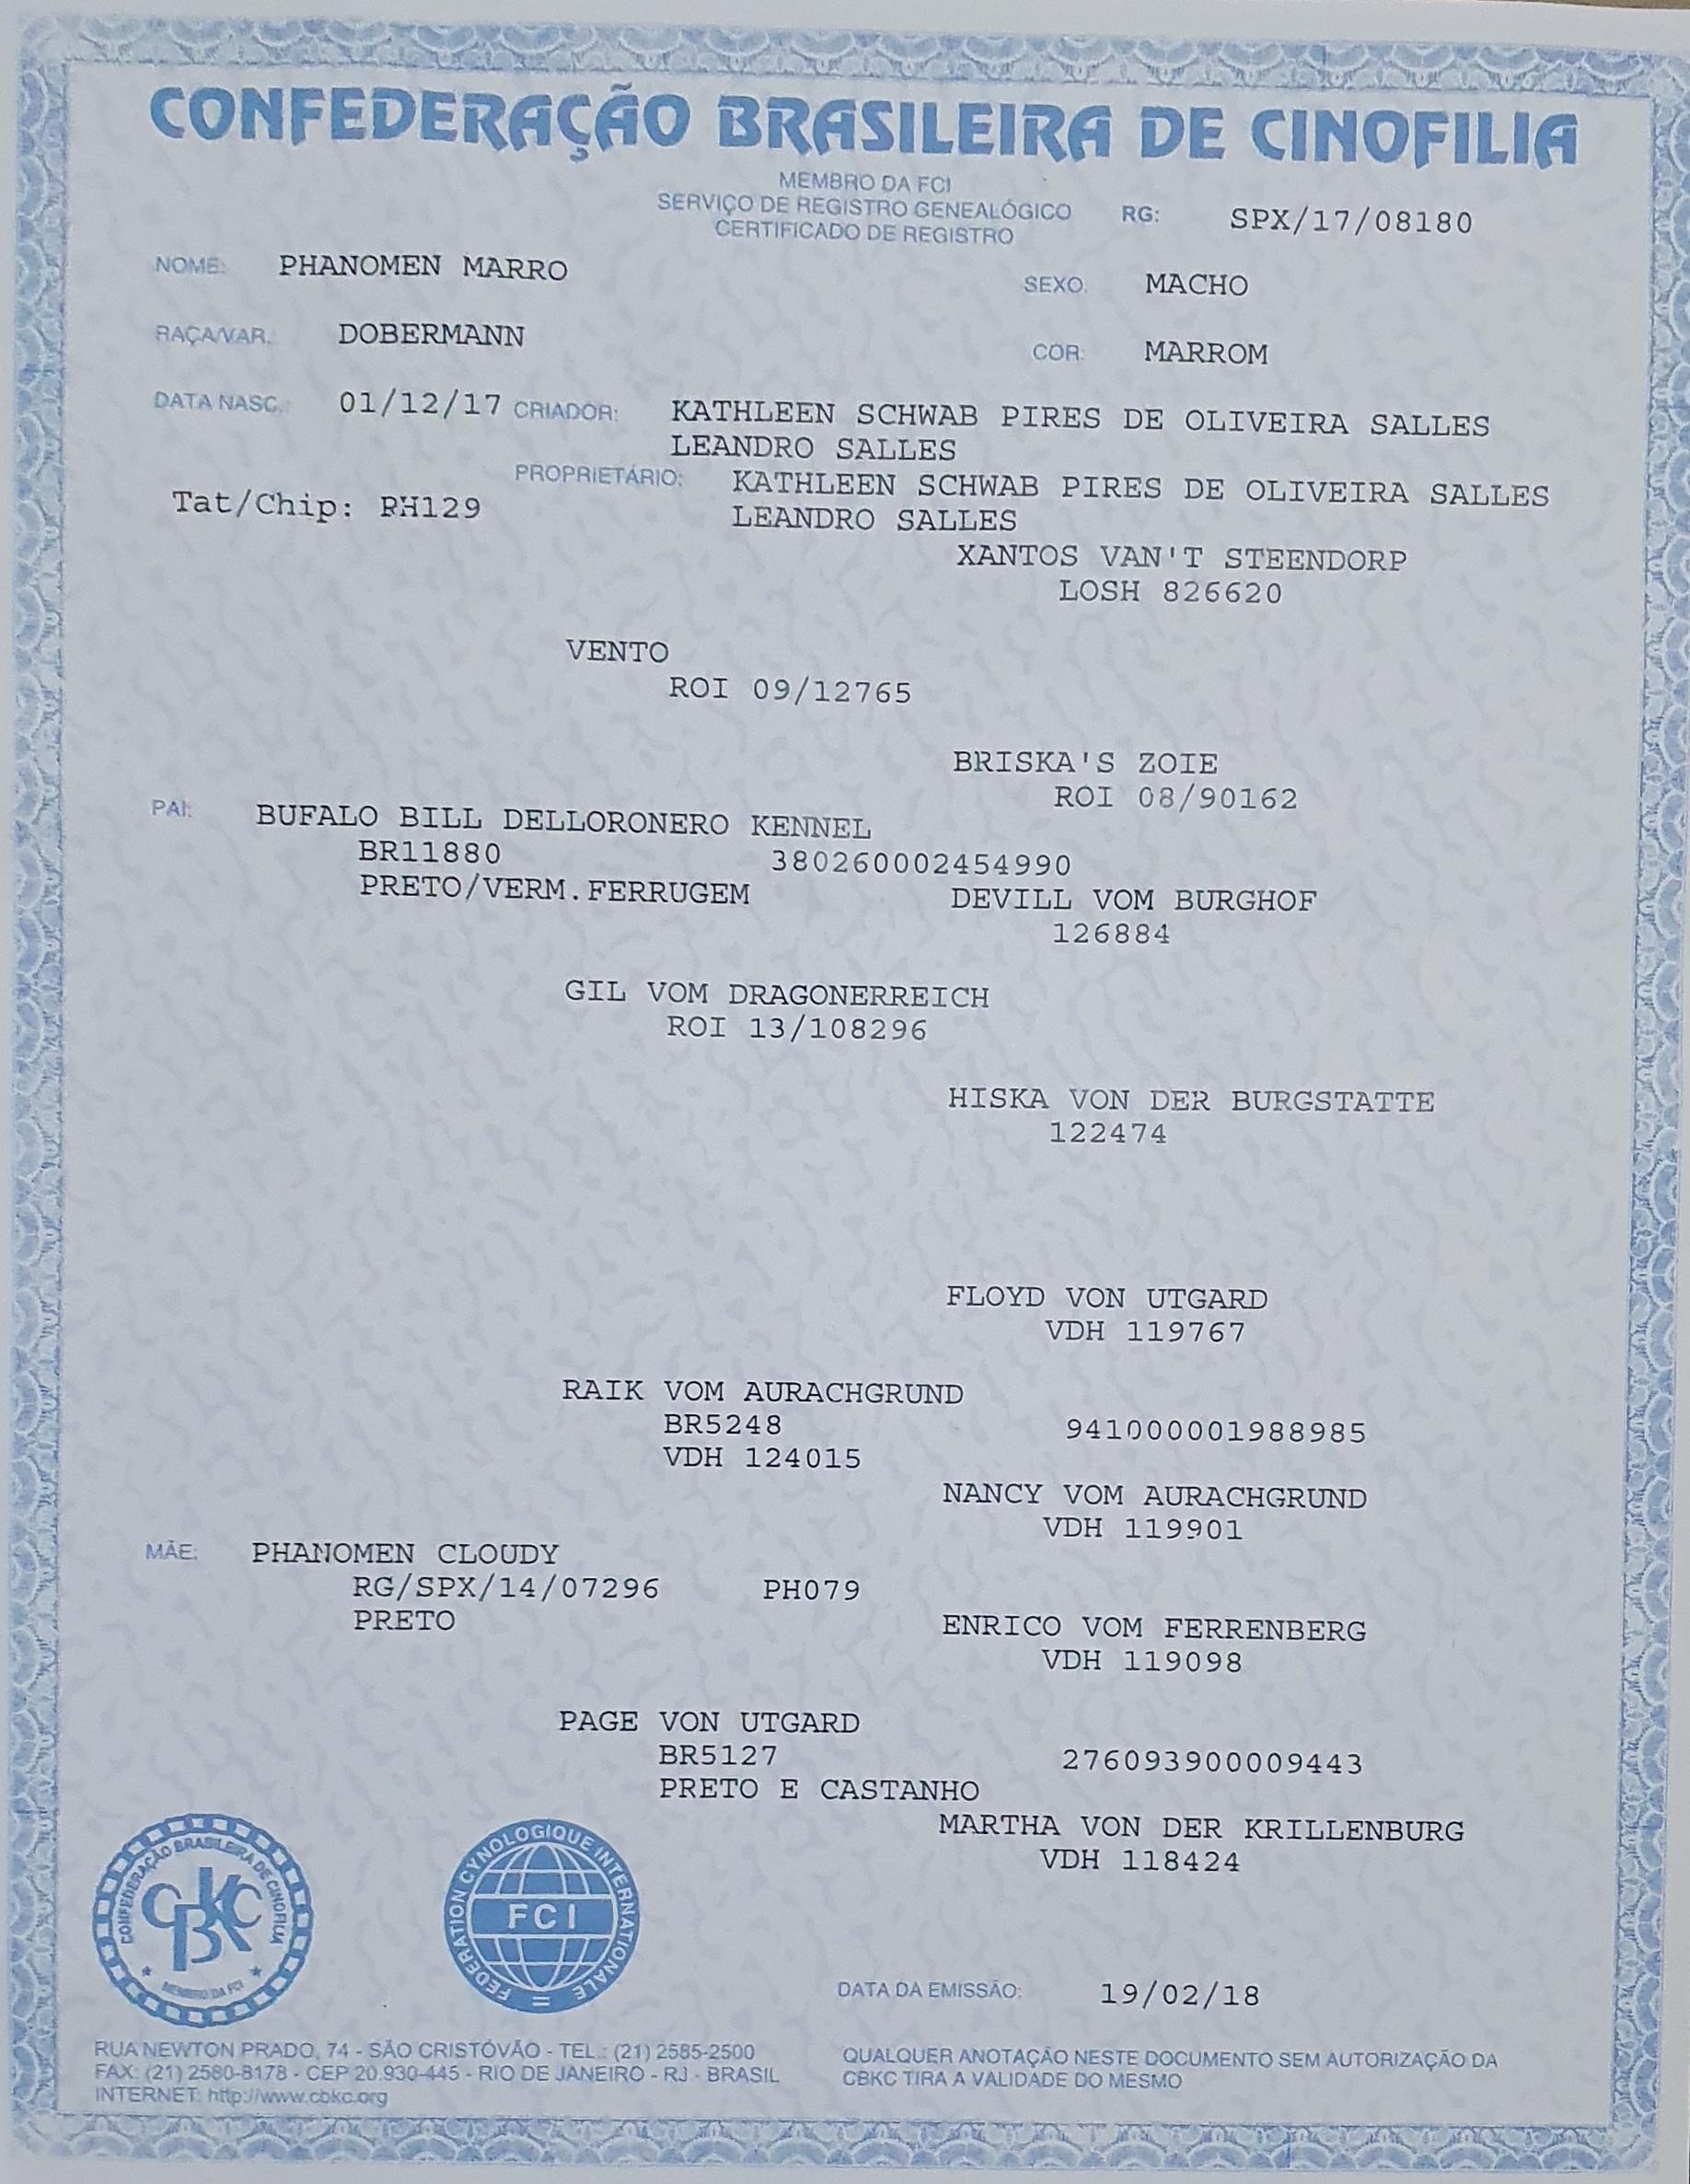 CONFEDERAÇÃO BRASILEIRA DE CINOFILIA
MEMBRO DA FCI
SERVIÇO DE REGISTRO GENEALÓGICO
CERTIFICADO DE REGISTRO
RG: SPX/17/08180
NOME: PHANOMEN MARRO
SEXO: MACHO
RAÇA/VAR.: DOBERMANN
COR: MARROM
DATA NASC.: 01/12/17 CRIADOR: KATHLEEN SCHWAB PIRES DE OLIVEIRA SALLES
LEANDRO SALLES
PROPRIETÁRIO: KATHLEEN SCHWAB PIRES DE OLIVEIRA SALLES
Tat/Chip: PH129
LEANDRO SALLES
XANTOS VAN'T STEENDORP
LOSH 826620
VENTO
ROI 09/12765
BRISKA'S ZOIE
ROI 08/90162
PAI: BUFALO BILL DELLORONERO KENNEL
BR11880 380260002454990
PRETO/VERM.FERRUGEM
DEVILL VOM BURGHOF
126884
GIL VOM DRAGONERREICH
ROI 13/108296
HISKA VON DER BURGSTATTE
122474
FLOYD VON UTGARD
VDH 119767
RAIK VOM AURACHGRUND
BR5248 941000001988985
VDH 124015
NANCY VOM AURACHGRUND
VDH 119901
MÃE: PHANOMEN CLOUDY
RG/SPX/14/07296 PH079
PRETO
ENRICO VOM FERRENBERG
VDH 119098
PAGE VON UTGARD
BR5127 276093900009443
PRETO E CASTANHO
MARTHA VON DER KRILLENBURG
VDH 118424
CONFEDERAÇÃO BRASILEIRA DE CINOFILIA
CBKC
MEMBRO DA FCI
FEDERATION CYNOLOGIQUE INTERNATIONALE
FCI
DATA DA EMISSÃO: 19/02/18
RUA NEWTON PRADO, 74 - SÃO CRISTÓVÃO - TEL.: (21) 2585-2500
FAX: (21) 2580-8178 - CEP 20.930-445 - RIO DE JANEIRO - RJ - BRASIL
INTERNET: http://www.cbkc.org
QUALQUER ANOTAÇÃO NESTE DOCUMENTO SEM AUTORIZAÇÃO DA
CBKC TIRA A VALIDADE DO MESMO